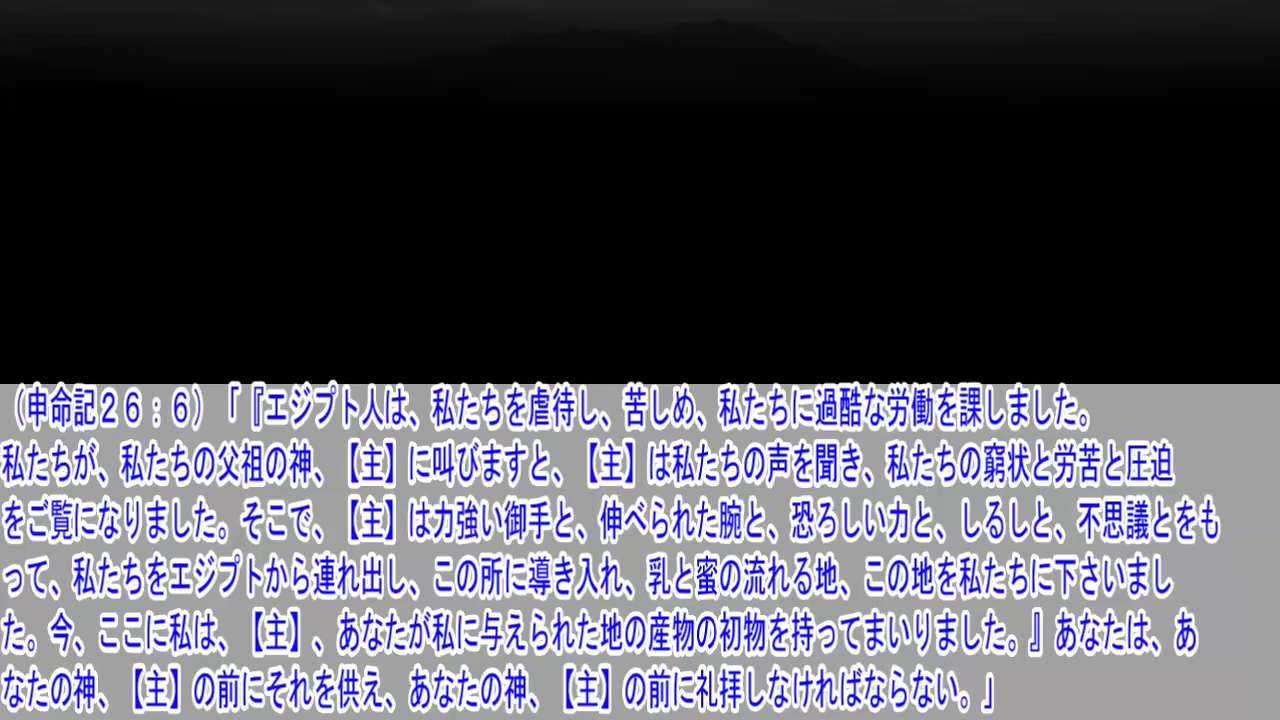 （申命記２６：６）「『エジプト人は、私たちを虐待し、苦しめ、私たちに過酷な労働を課しました。
私たちが、私たちの父祖の神、【主】に叫びますと、【主】は私たちの声を聞き、私たちの窮状と労苦と圧迫
をご覧になりました。そこで、【主】は力強い御手と、伸べられた腕と、恐ろしい力と、しるしと、不思議とをも
って、私たちをエジプトから連れ出し、この所に導き入れ、乳と蜜の流れる地、この地を私たちに下さいまし
た。今、ここに私は、【主】、あなたが私に与えられた地の産物の初物を持ってまいりました。』あなたは、あ
なたの神、【主】の前にそれを供え、あなたの神、【主】の前に礼拝しなければならない。」